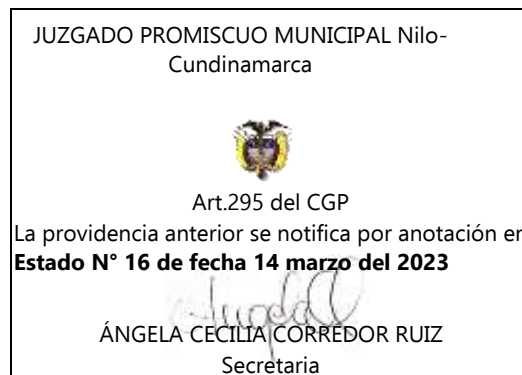 JUZGADO PROMISCUO MUNICIPAL Nilo-
Cundinamarca
Art.295 del CGP
La providencia anterior se notifica por anotación en
Estado N° 16 de fecha 14 marzo del 2023
ÁNGELA CECILIA CORREDOR RUIZ
Secretaria